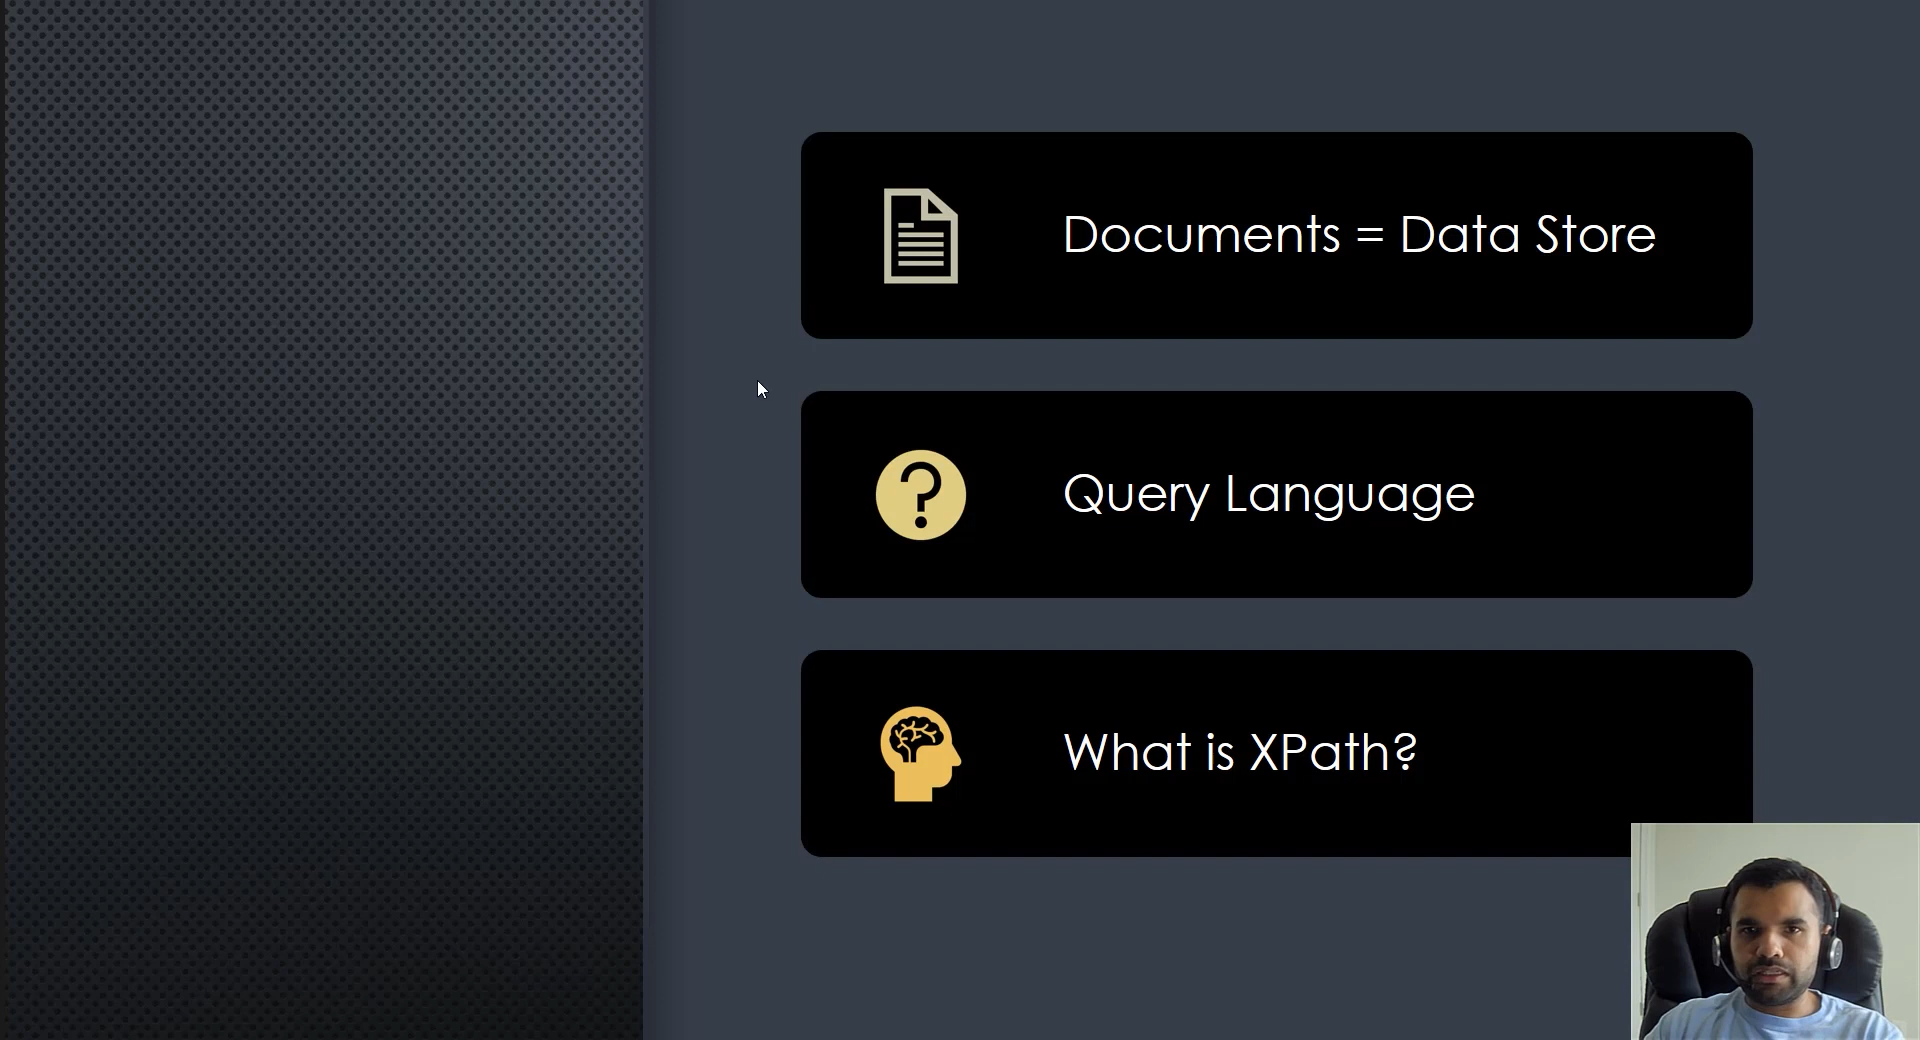 Documents = Data Store
Query Language
What is XPath?